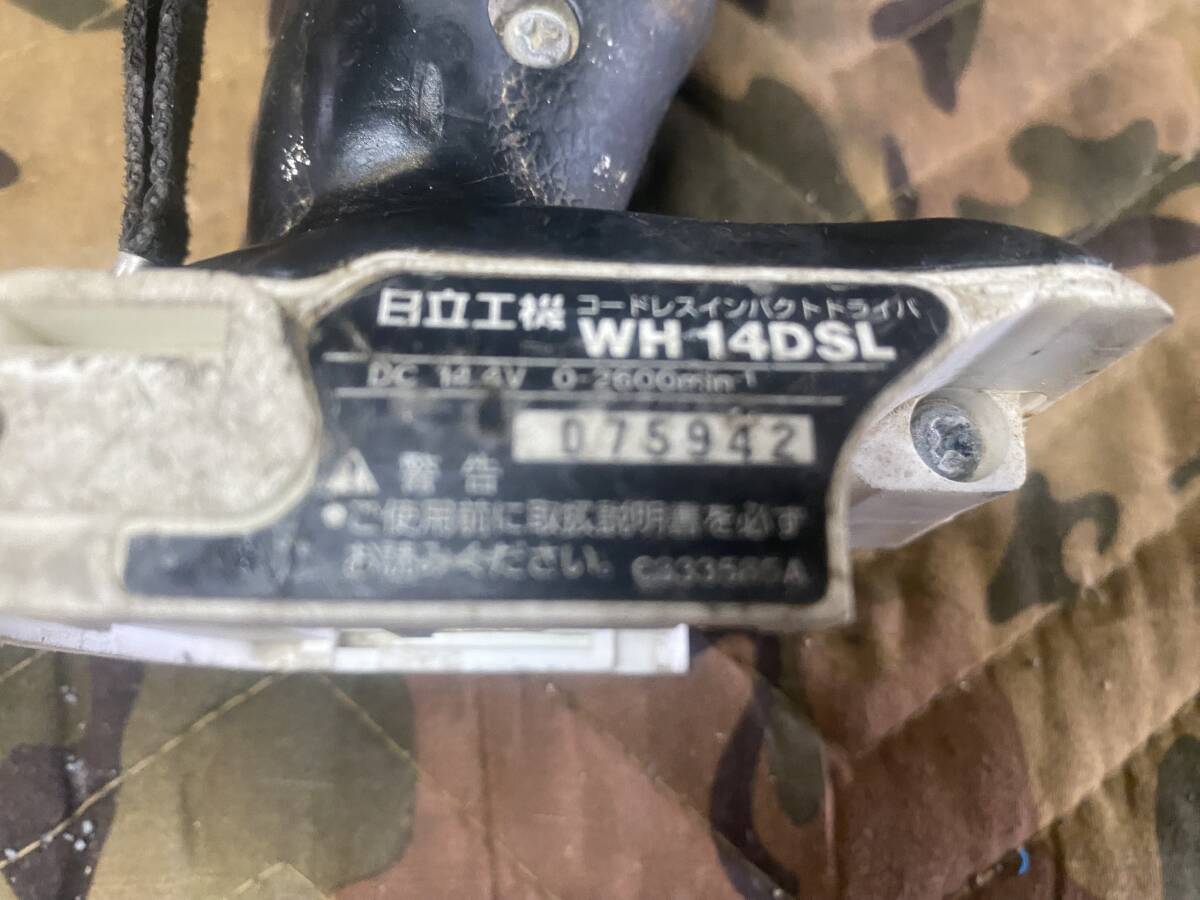 日立工機 コードレスインパクトドライバ
WH 14DSL
DC 14.4V 0-2600min⁻¹
075942
警告
•ご使用前に取扱説明書を必ず
お読みください。